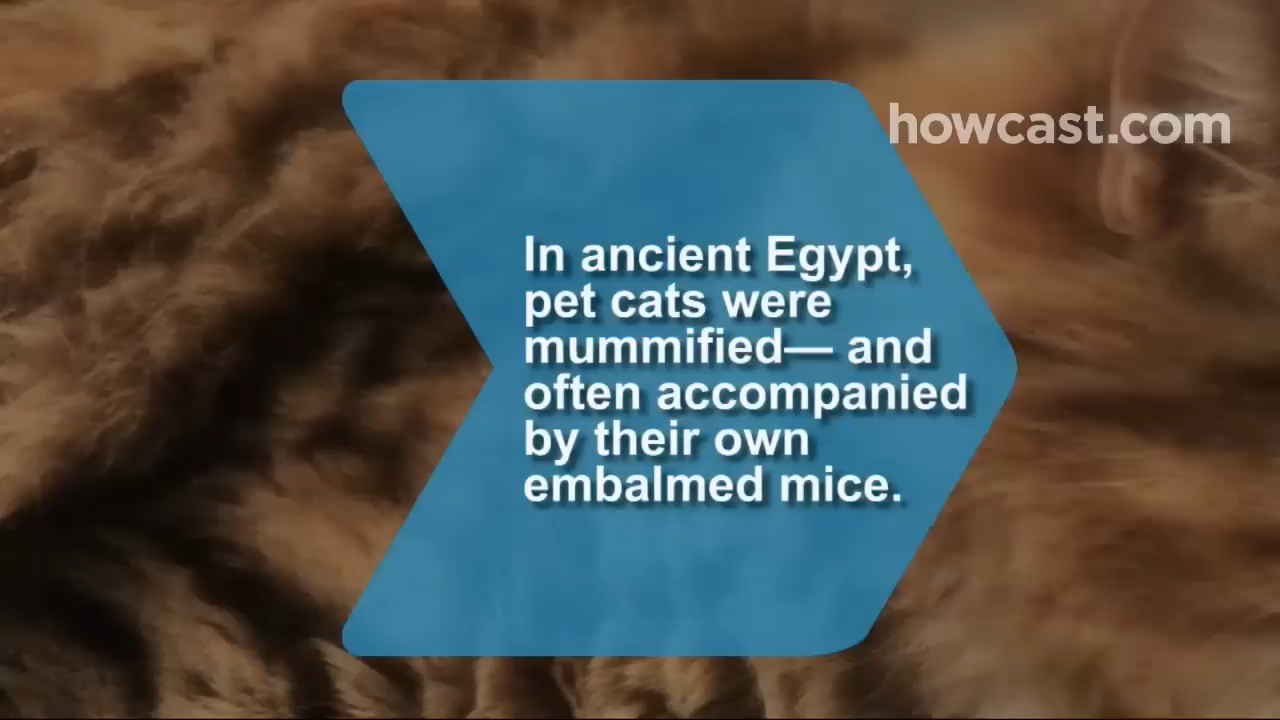 howcast.com
In ancient Egypt,
pet cats were
mummified— and
often accompanied
by their own
embalmed mice.